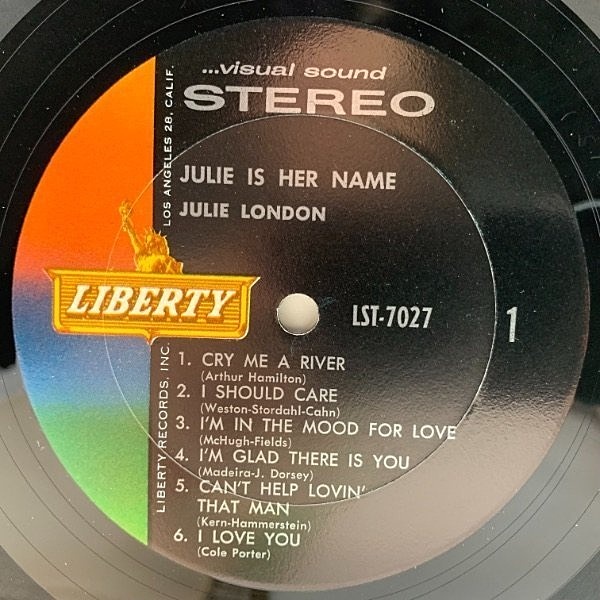 ...visual sound
STEREO
JULIE IS HER NAME
JULIE LONDON
LIBERTY
LST-7027
1
1. CRY ME A RIVER
(Arthur Hamilton)
2. I SHOULD CARE
(Weston-Stordahl-Cahn)
3. I'M IN THE MOOD FOR LOVE
(McHugh-Fields)
4. I'M GLAD THERE IS YOU
(Madeira-J. Dorsey)
5. CAN'T HELP LOVIN'
THAT MAN
(Kern-Hammerstein)
6. I LOVE YOU
(Cole Porter)
LIBERTY RECORDS, INC.
LOS ANGELES 28, CALIF.